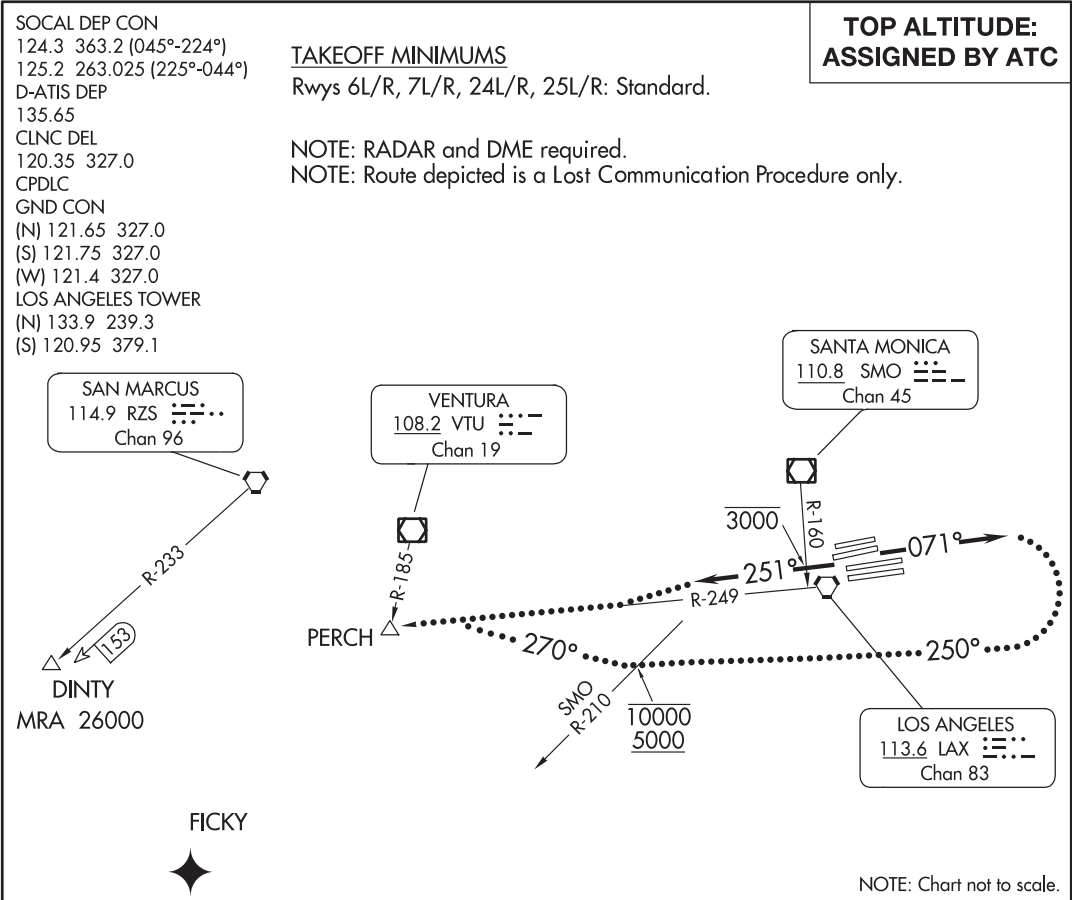 SOCAL DEP CON
124.3 363.2 (045°-224°)
125.2 263.025 (225°-044°)
D-ATIS DEP
135.65
CLNC DEL
120.35 327.0
CPDLC
GND CON
(N) 121.65 327.0
(S) 121.75 327.0
(W) 121.4 327.0
LOS ANGELES TOWER
(N) 133.9 239.3
(S) 120.95 379.1
TAKEOFF MINIMUMS
Rwys 6L/R, 7L/R, 24L/R, 25L/R: Standard.
NOTE: RADAR and DME required.
NOTE: Route depicted is a Lost Communication Procedure only.
TOP ALTITUDE:
ASSIGNED BY ATC
SAN MARCUS
114.9 RZS
Chan 96
VENTURA
108.2 VTU
Chan 19
SANTA MONICA
110.8 SMO
Chan 45
R-233
153
DINTY
MRA 26000
R-185
PERCH
3000
R-160
071°
251°
R-249
270°
250°
SMO
R-210
10000
5000
LOS ANGELES
113.6 LAX
Chan 83
FICKY
NOTE: Chart not to scale.